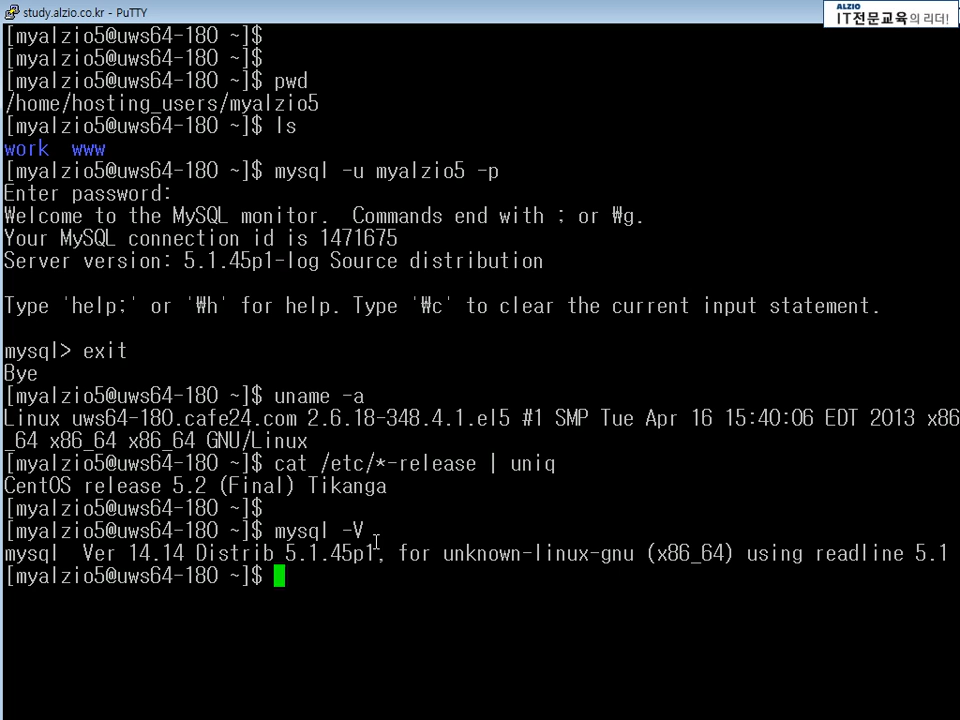 study.alzio.co.kr - PuTTY
ALZIO
IT전문교육의 리더!
[myalzio5@uws64-180 ~]$
[myalzio5@uws64-180 ~]$
[myalzio5@uws64-180 ~]$ pwd
/home/hosting_users/myalzio5
[myalzio5@uws64-180 ~]$ ls
work  www
[myalzio5@uws64-180 ~]$ mysql -u myalzio5 -p
Enter password:
Welcome to the MySQL monitor.  Commands end with ; or ₩g.
Your MySQL connection id is 1471675
Server version: 5.1.45p1-log Source distribution
Type 'help;' or '₩h' for help. Type '₩c' to clear the current input statement.
mysql> exit
Bye
[myalzio5@uws64-180 ~]$ uname -a
Linux uws64-180.cafe24.com 2.6.18-348.4.1.el5 #1 SMP Tue Apr 16 15:40:06 EDT 2013 x86
_64 x86_64 x86_64 GNU/Linux
[myalzio5@uws64-180 ~]$ cat /etc/*-release | uniq
CentOS release 5.2 (Final) Tikanga
[myalzio5@uws64-180 ~]$
[myalzio5@uws64-180 ~]$ mysql -V
mysql  Ver 14.14 Distrib 5.1.45p1, for unknown-linux-gnu (x86_64) using readline 5.1
[myalzio5@uws64-180 ~]$